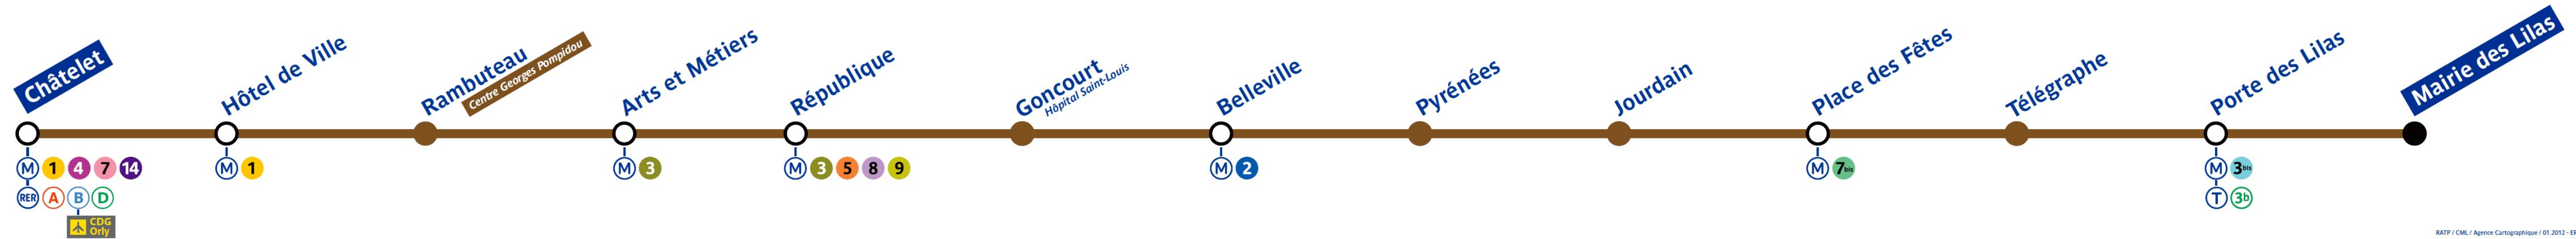 Châtelet
M 1 4 7 14
RER A B D
CDG
Orly
Hôtel de Ville
M 1
Rambuteau
Centre Georges Pompidou
Arts et Métiers
M 3
République
M 3 5 8 9
Goncourt
Hôpital Saint-Louis
Belleville
M 2
Pyrénées
Jourdain
Place des Fêtes
M 7bis
Télégraphe
Porte des Lilas
M 3bis
T 3b
Mairie des Lilas
RATP / CML / Agence Cartographique / 01.2012 -